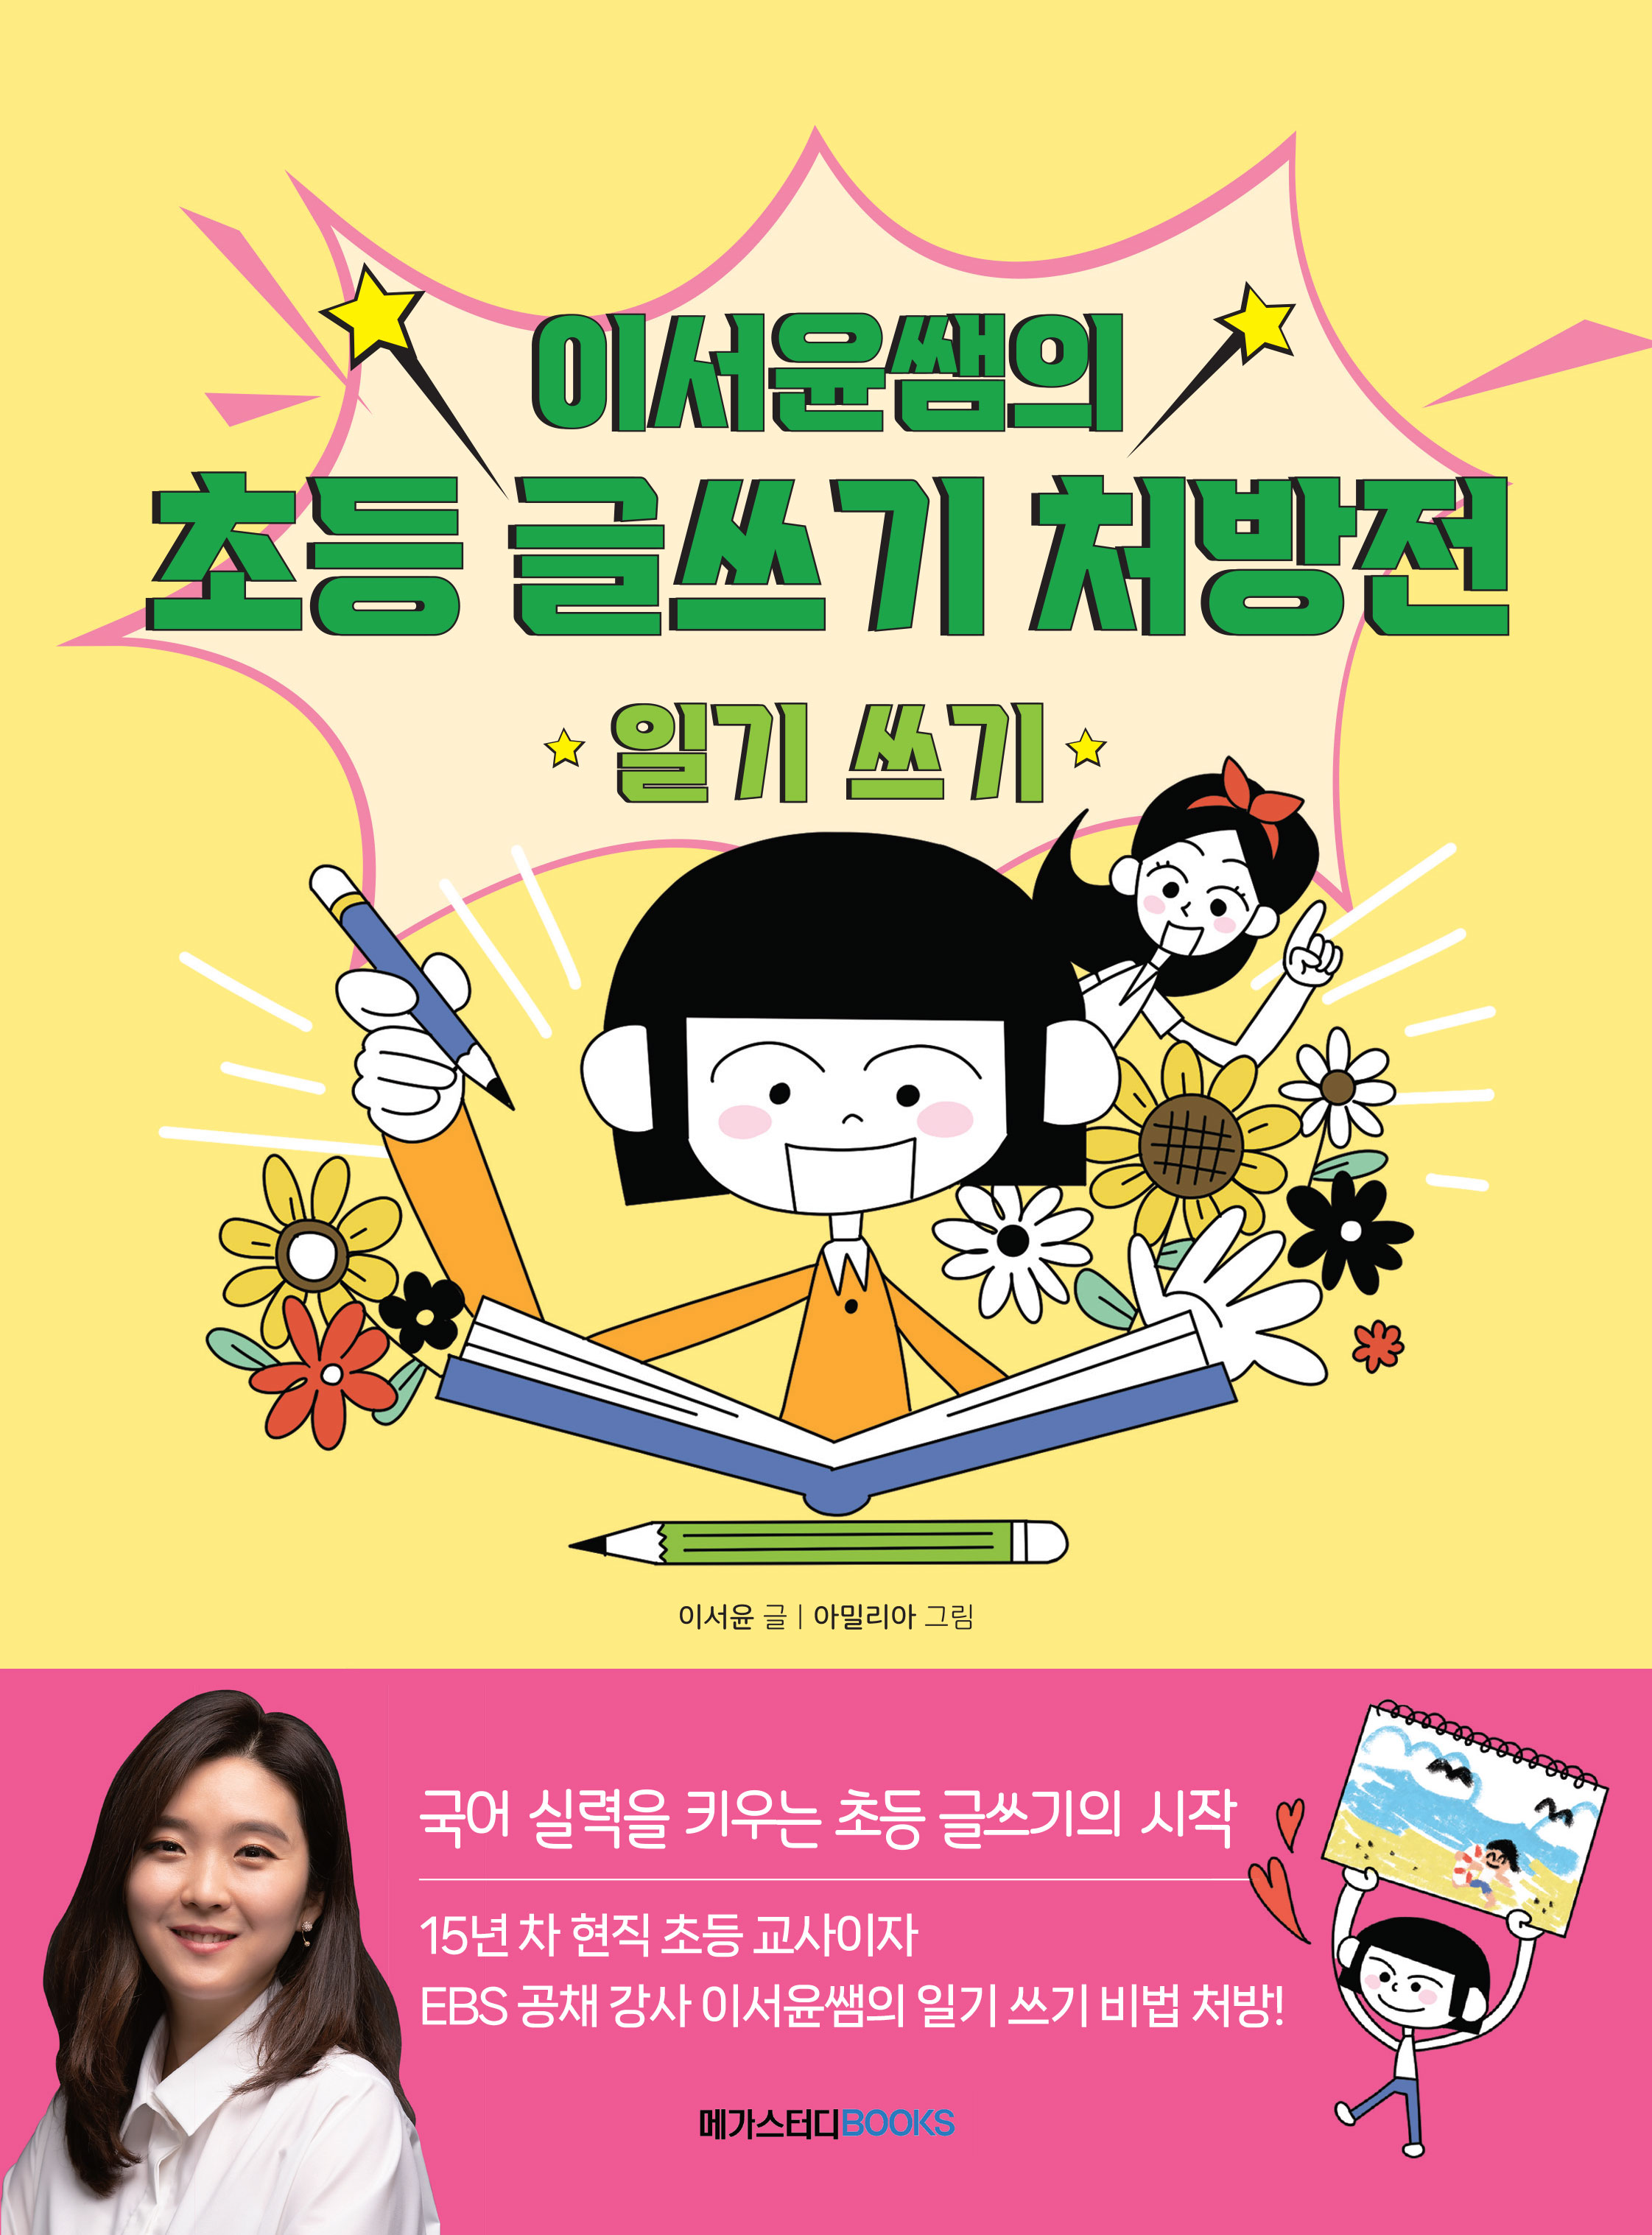 이서윤쌤의
초등 글쓰기 처방전
일기 쓰기
이서윤 글 | 아밀리아 그림
국어 실력을 키우는 초등 글쓰기의 시작
15년 차 현직 초등 교사이자
EBS 공채 강사 이서윤쌤의 일기 쓰기 비법 처방!
메가스터디BOOKS